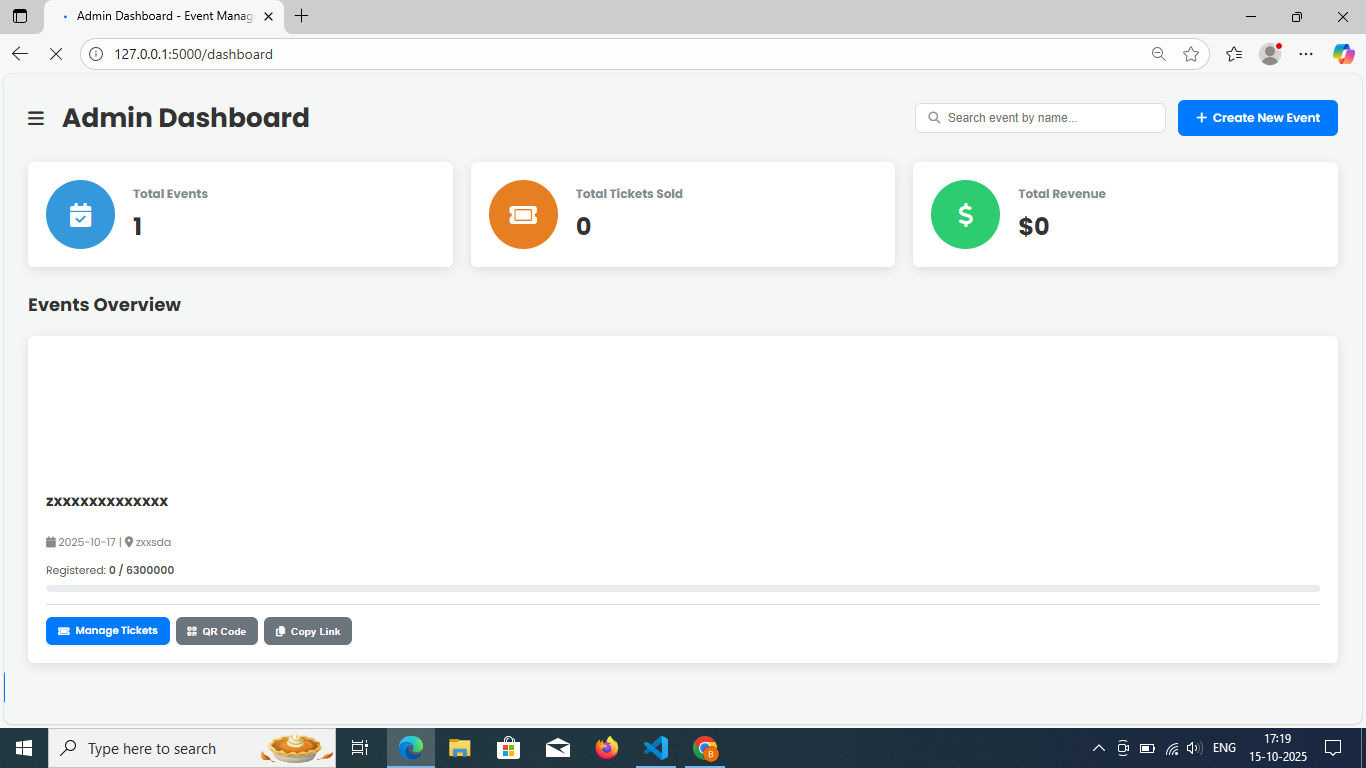 Admin Dashboard - Event Manag
127.0.0.1:5000/dashboard
Admin Dashboard
Search event by name...
+ Create New Event
Total Events
1
Total Tickets Sold
0
Total Revenue
$0
Events Overview
zxxxxxxxxxxxxx
2025-10-17 | zxxsda
Registered: 0 / 6300000
Manage Tickets
QR Code
Copy Link
Type here to search
ENG
17:19
15-10-2025